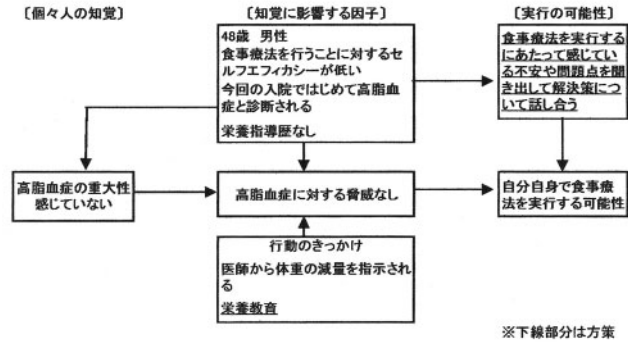 〔個々人の知覚〕
〔知覚に影響する因子〕
〔実行の可能性〕
48歳　男性
食事療法を行うことに対するセ
ルフエフィカシーが低い
今回の入院ではじめて高脂血
症と診断される
栄養指導歴なし
食事療法を実行する
にあたって感じてい
る不安や問題点を聞
き出して解決策につ
いて話し合う
高脂血症の重大性
感じていない
高脂血症に対する脅威なし
自分自身で食事療
法を実行する可能性
行動のきっかけ
医師から体重の減量を指示され
る
栄養教育
※下線部分は方策